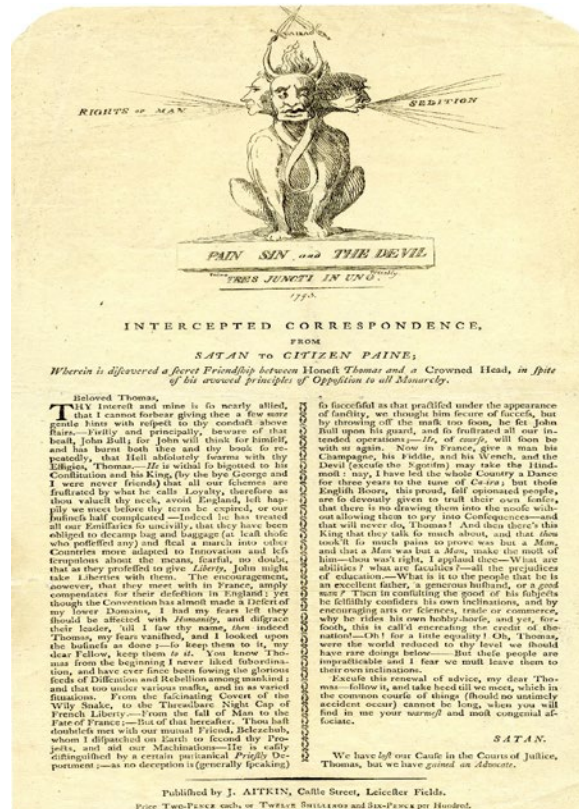 RIGHTS OF MAN
SEDITION
PAIN SIN and THE DEVIL
TRES JUNCTI IN UNO.
1793.
INTERCEPTED CORRESPONDENCE,
FROM
SATAN TO CITIZEN PAINE;
Wherein is discovered a secret Friendship between Honest Thomas and a Crowned Head, in spite
of his avowed principles of Opposition to all Monarchy.
Beloved Thomas,
THY Interest and mine is so nearly allied,
that I cannot forbear giving thee a few more
gentle hints with respect to thy conduct above
stairs.—Firstly and principally, beware of that
beast, John Bull; for John will think for himself,
and has burnt both thee and thy book so re-
peatedly, that Hell absolutely swarms with thy
Effigies, Thomas.—He is withal so bigotted to his
Constitution and his King, (by the bye George and
I were never friends) that all our schemes are
frustrated by what he calls Loyalty, therefore as
thou valuest thy neck, avoid England, lest hap-
pily we meet before thy term be expired, or our
business half compleated—Indeed he has treated
all our Emissaries so uncivilly, that they have been
obliged to decamp bag and baggage (at least those
who possessed any) and steal a march into other
Countries more adapted to Innovation and less
scrupulous about the means, fearful, no doubt,
that as they professed to give Liberty, John might
take Liberties with them. The encouragement,
however, that they meet with in France, amply
compensates for their defection in England; yet
though the Convention has almost made a Desert of
my lower Domains, I had my fears lest they
should be affected with Humanity, and disgrace
their leader, 'till I saw thy name, then indeed
Thomas, my fears vanished, and I looked upon
the business as done;—so keep them to it, my
dear Fellow, keep them to it. You know Tho-
mas from the beginning I never liked subordina-
tion, and have ever since been sowing the glorious
seeds of Dissention and Rebellion among mankind;
and that too under various masks, and in as varied
situations. From the fascinating Covert of the
Wily Snake, to the Threadbare Night Cap of
French Liberty.—From the fall of Man to the
Fate of France;—But of that hereafter. Thou hast
doubtless met with our mutual Friend, Belezebub,
whom I dispatched on Earth to second thy Pro-
jects, and aid our Machinations—He is easily
distinguished by a certain puritanical Priestly De-
portment;—as no deception is (generally speaking)
so successful as that practised under the appearance
of sanctity, we thought him secure of success, but
by throwing off the mask too soon, he set John
Bull upon his guard, and so frustrated all our in-
tended operations;—He, of course, will soon be
with us again. Now in France, give a man his
Champagne, his Fiddle, and his Wench, and the
Devil (excuse the Egotism) may take the Hind-
most: nay, I have led the whole Country a Dance
for three years to the tune of Ca-ira; but those
English Boors, this proud, self opionated people,
are so devoutly given to trust their own senses,
that there is no drawing them into the noose with-
out allowing them to pry into Consequences—and
that will never do, Thomas! And then there's this
King that they talk so much about, and that thou
took'st so much pains to prove was but a Man,
and that a Man was but a Man, make the most of
him—thou was't right, I applaud thee—What are
abilities? what are faculties?—all the prejudices
of education.—What is it to the people that he is
an excellent father, a generous husband, or a good
man? Then in consulting the good of his subjects
he selfishly considers his own inclinations, and by
encouraging arts or sciences, trade or commerce,
why he rides his own hobby-horse, and yet, for-
sooth, this is call'd encreasing the credit of the
nation!—Oh! for a little equality! Oh, Thomas,
were the world reduced to thy level we should
have rare doings below—But these people are
impracticable and I fear we must leave them to
their own inclinations.
Excuse this renewal of advice, my dear Tho-
mas—follow it, and take heed till we meet, which in
the common course of things (should no untimely
accident occur) cannot be long, when you will
find in me your warmest and most congenial as-
sociate.
SATAN.
We have lost our Cause in the Courts of Justice,
Thomas, but we have gained an Advocate.
Published by J. AITKIN, Castle Street, Leicester Fields.
Price Two-Pence each, or Twelve Shillings and Six-Pence per Hundred.